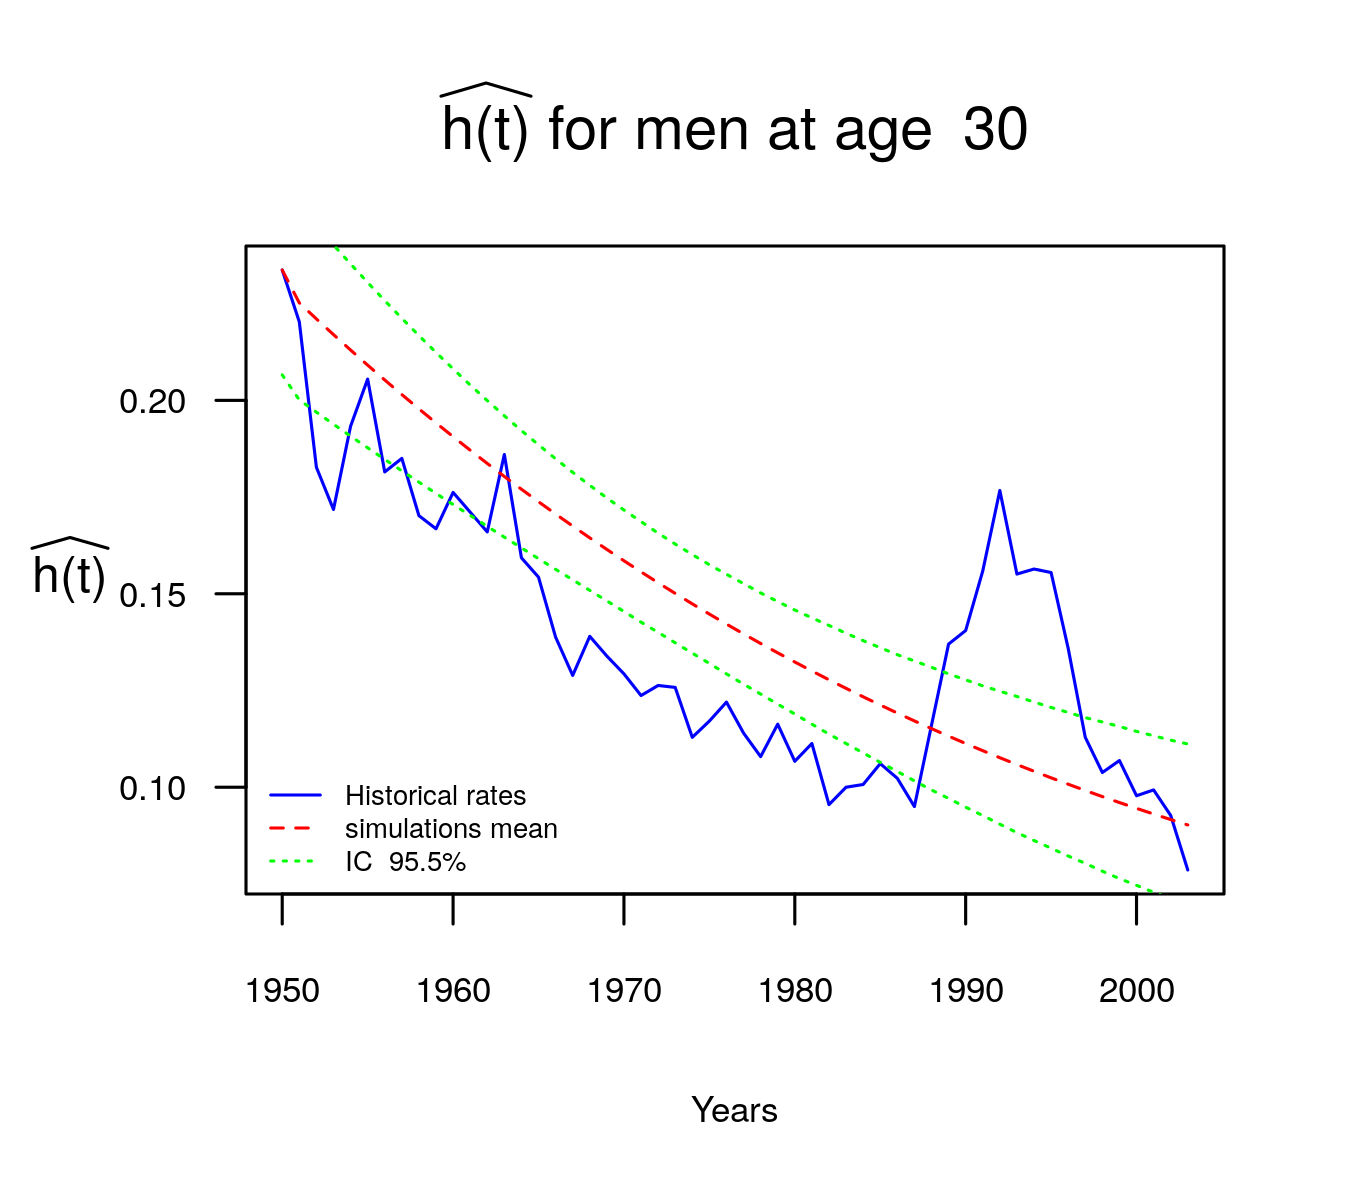 h(t) for men at age 30
h(t)
0.20
0.15
0.10
Historical rates
simulations mean
IC 95.5%
1950 1960 1970 1980 1990 2000
Years